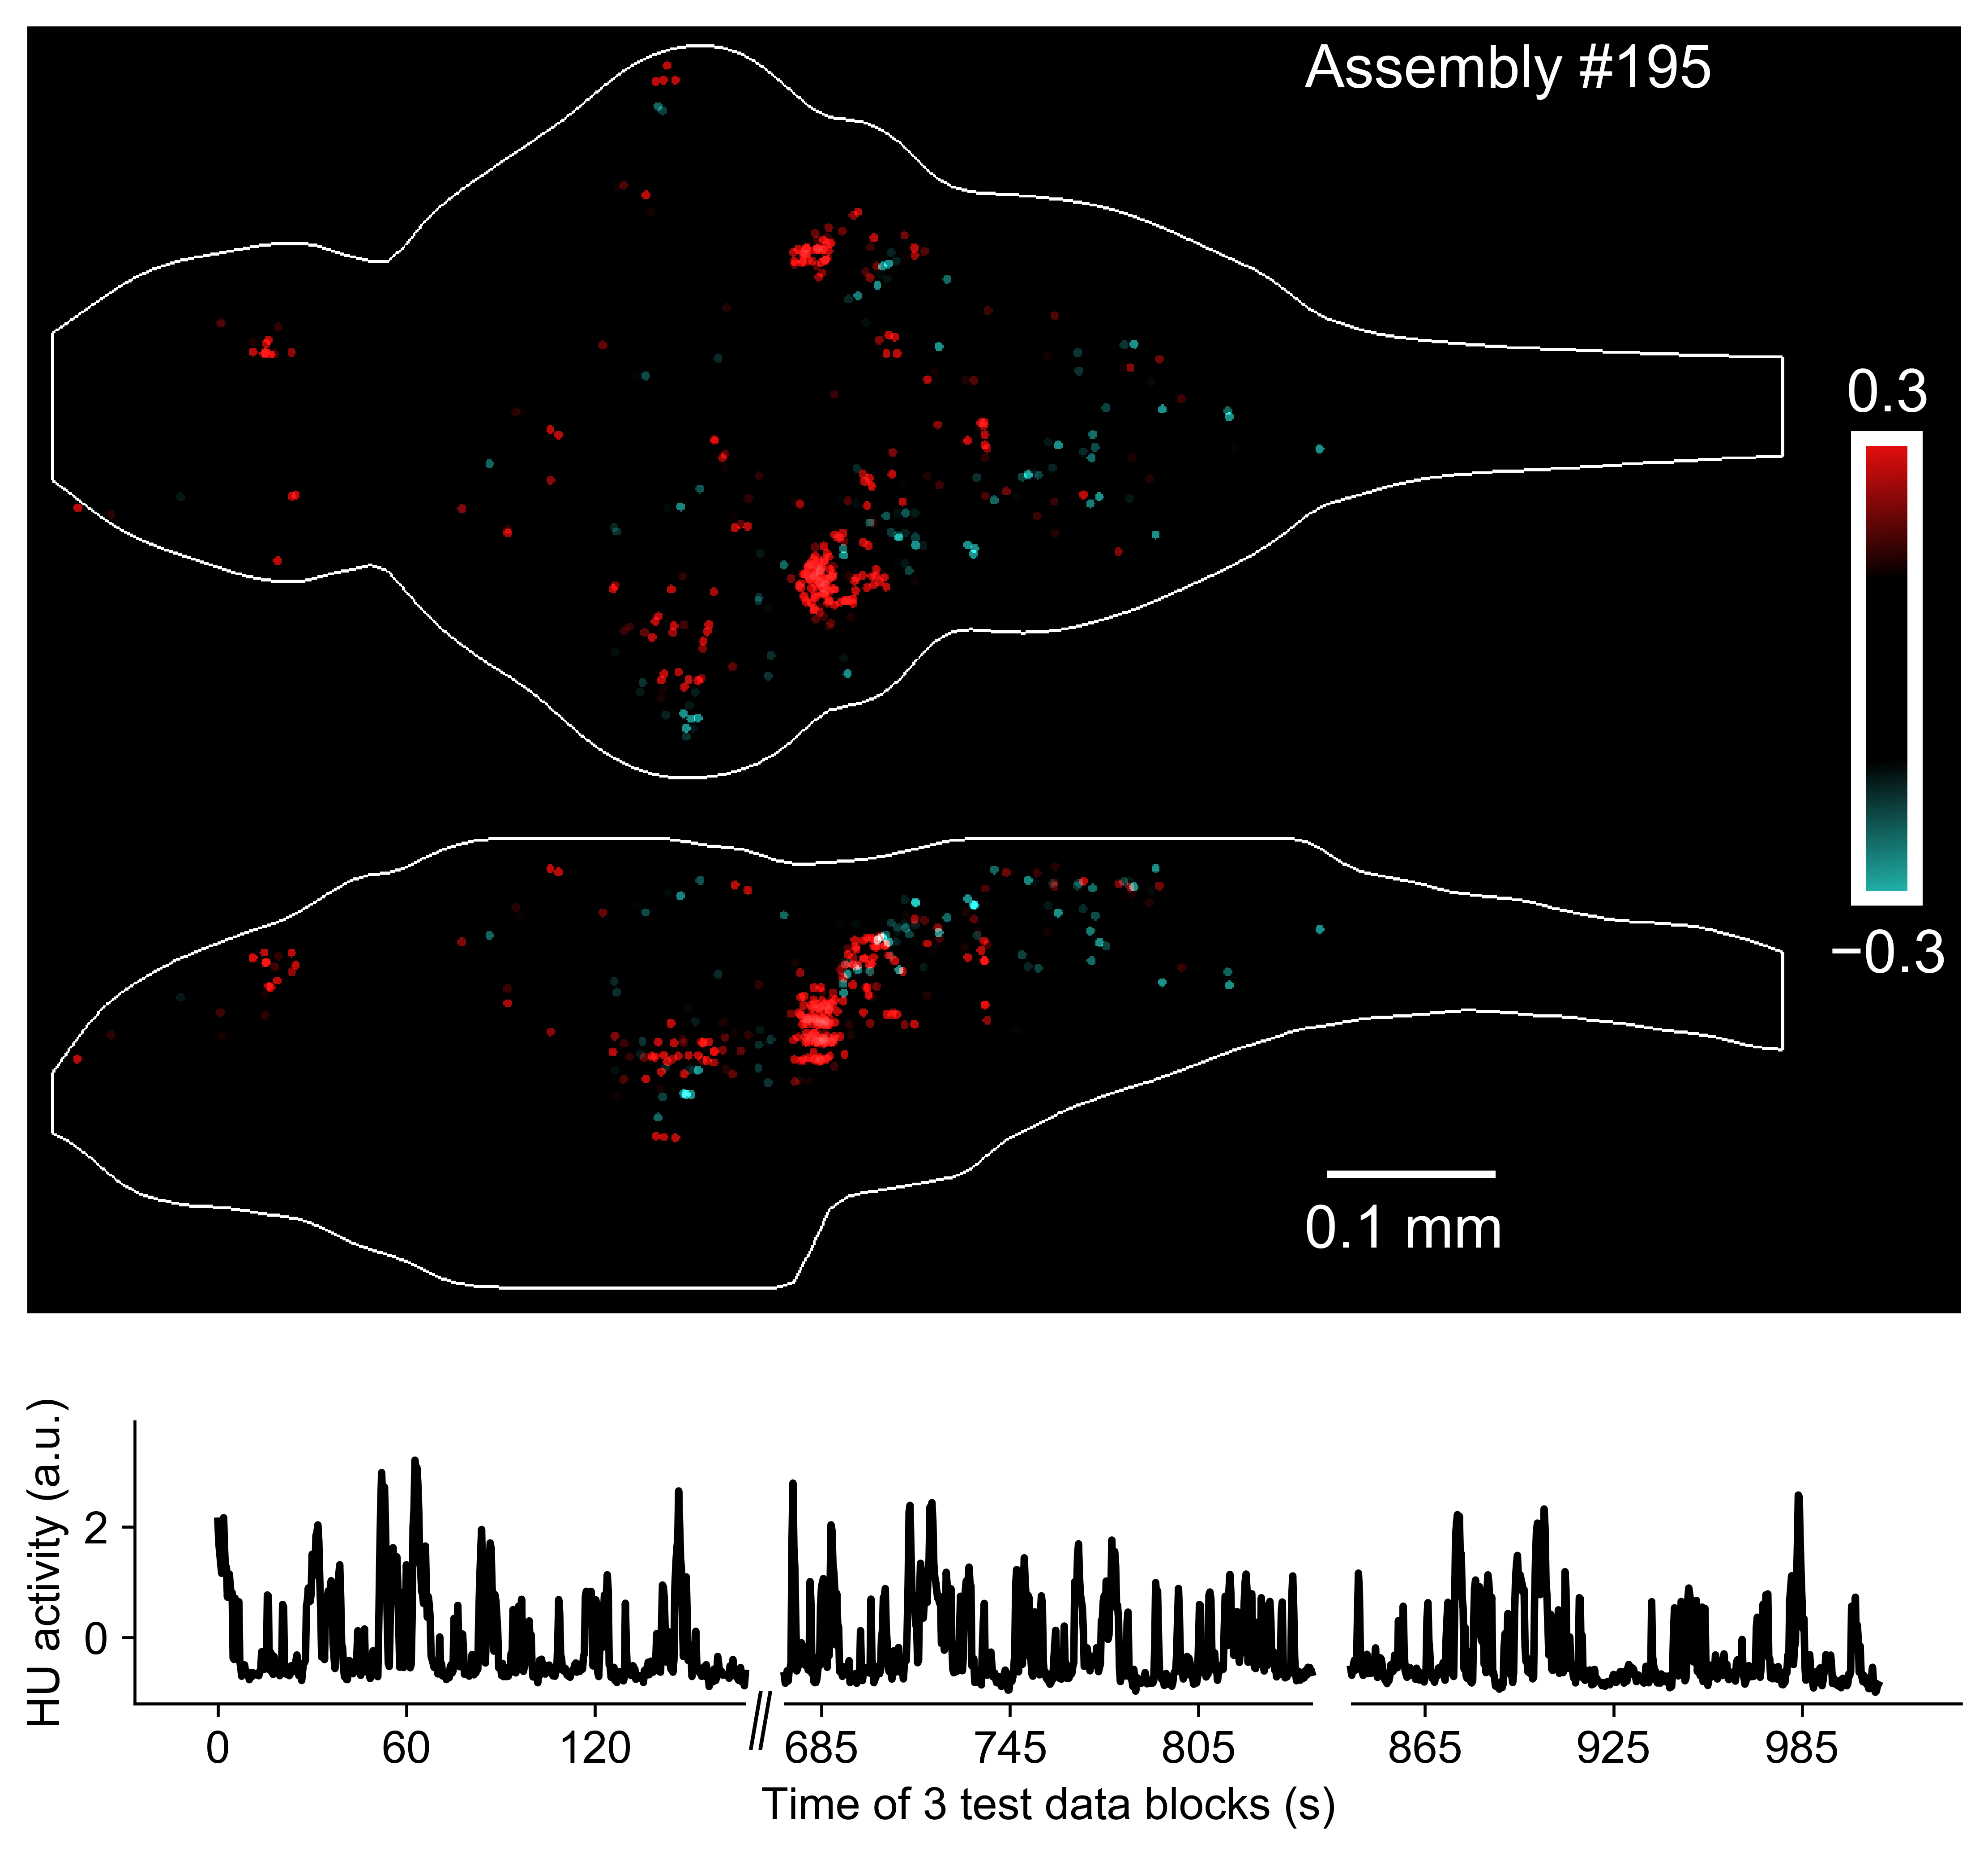 Assembly #195
0.3
−0.3
0.1 mm
HU activity (a.u.)
2
0
0 60 120 685 745 805 865 925 985
Time of 3 test data blocks (s)